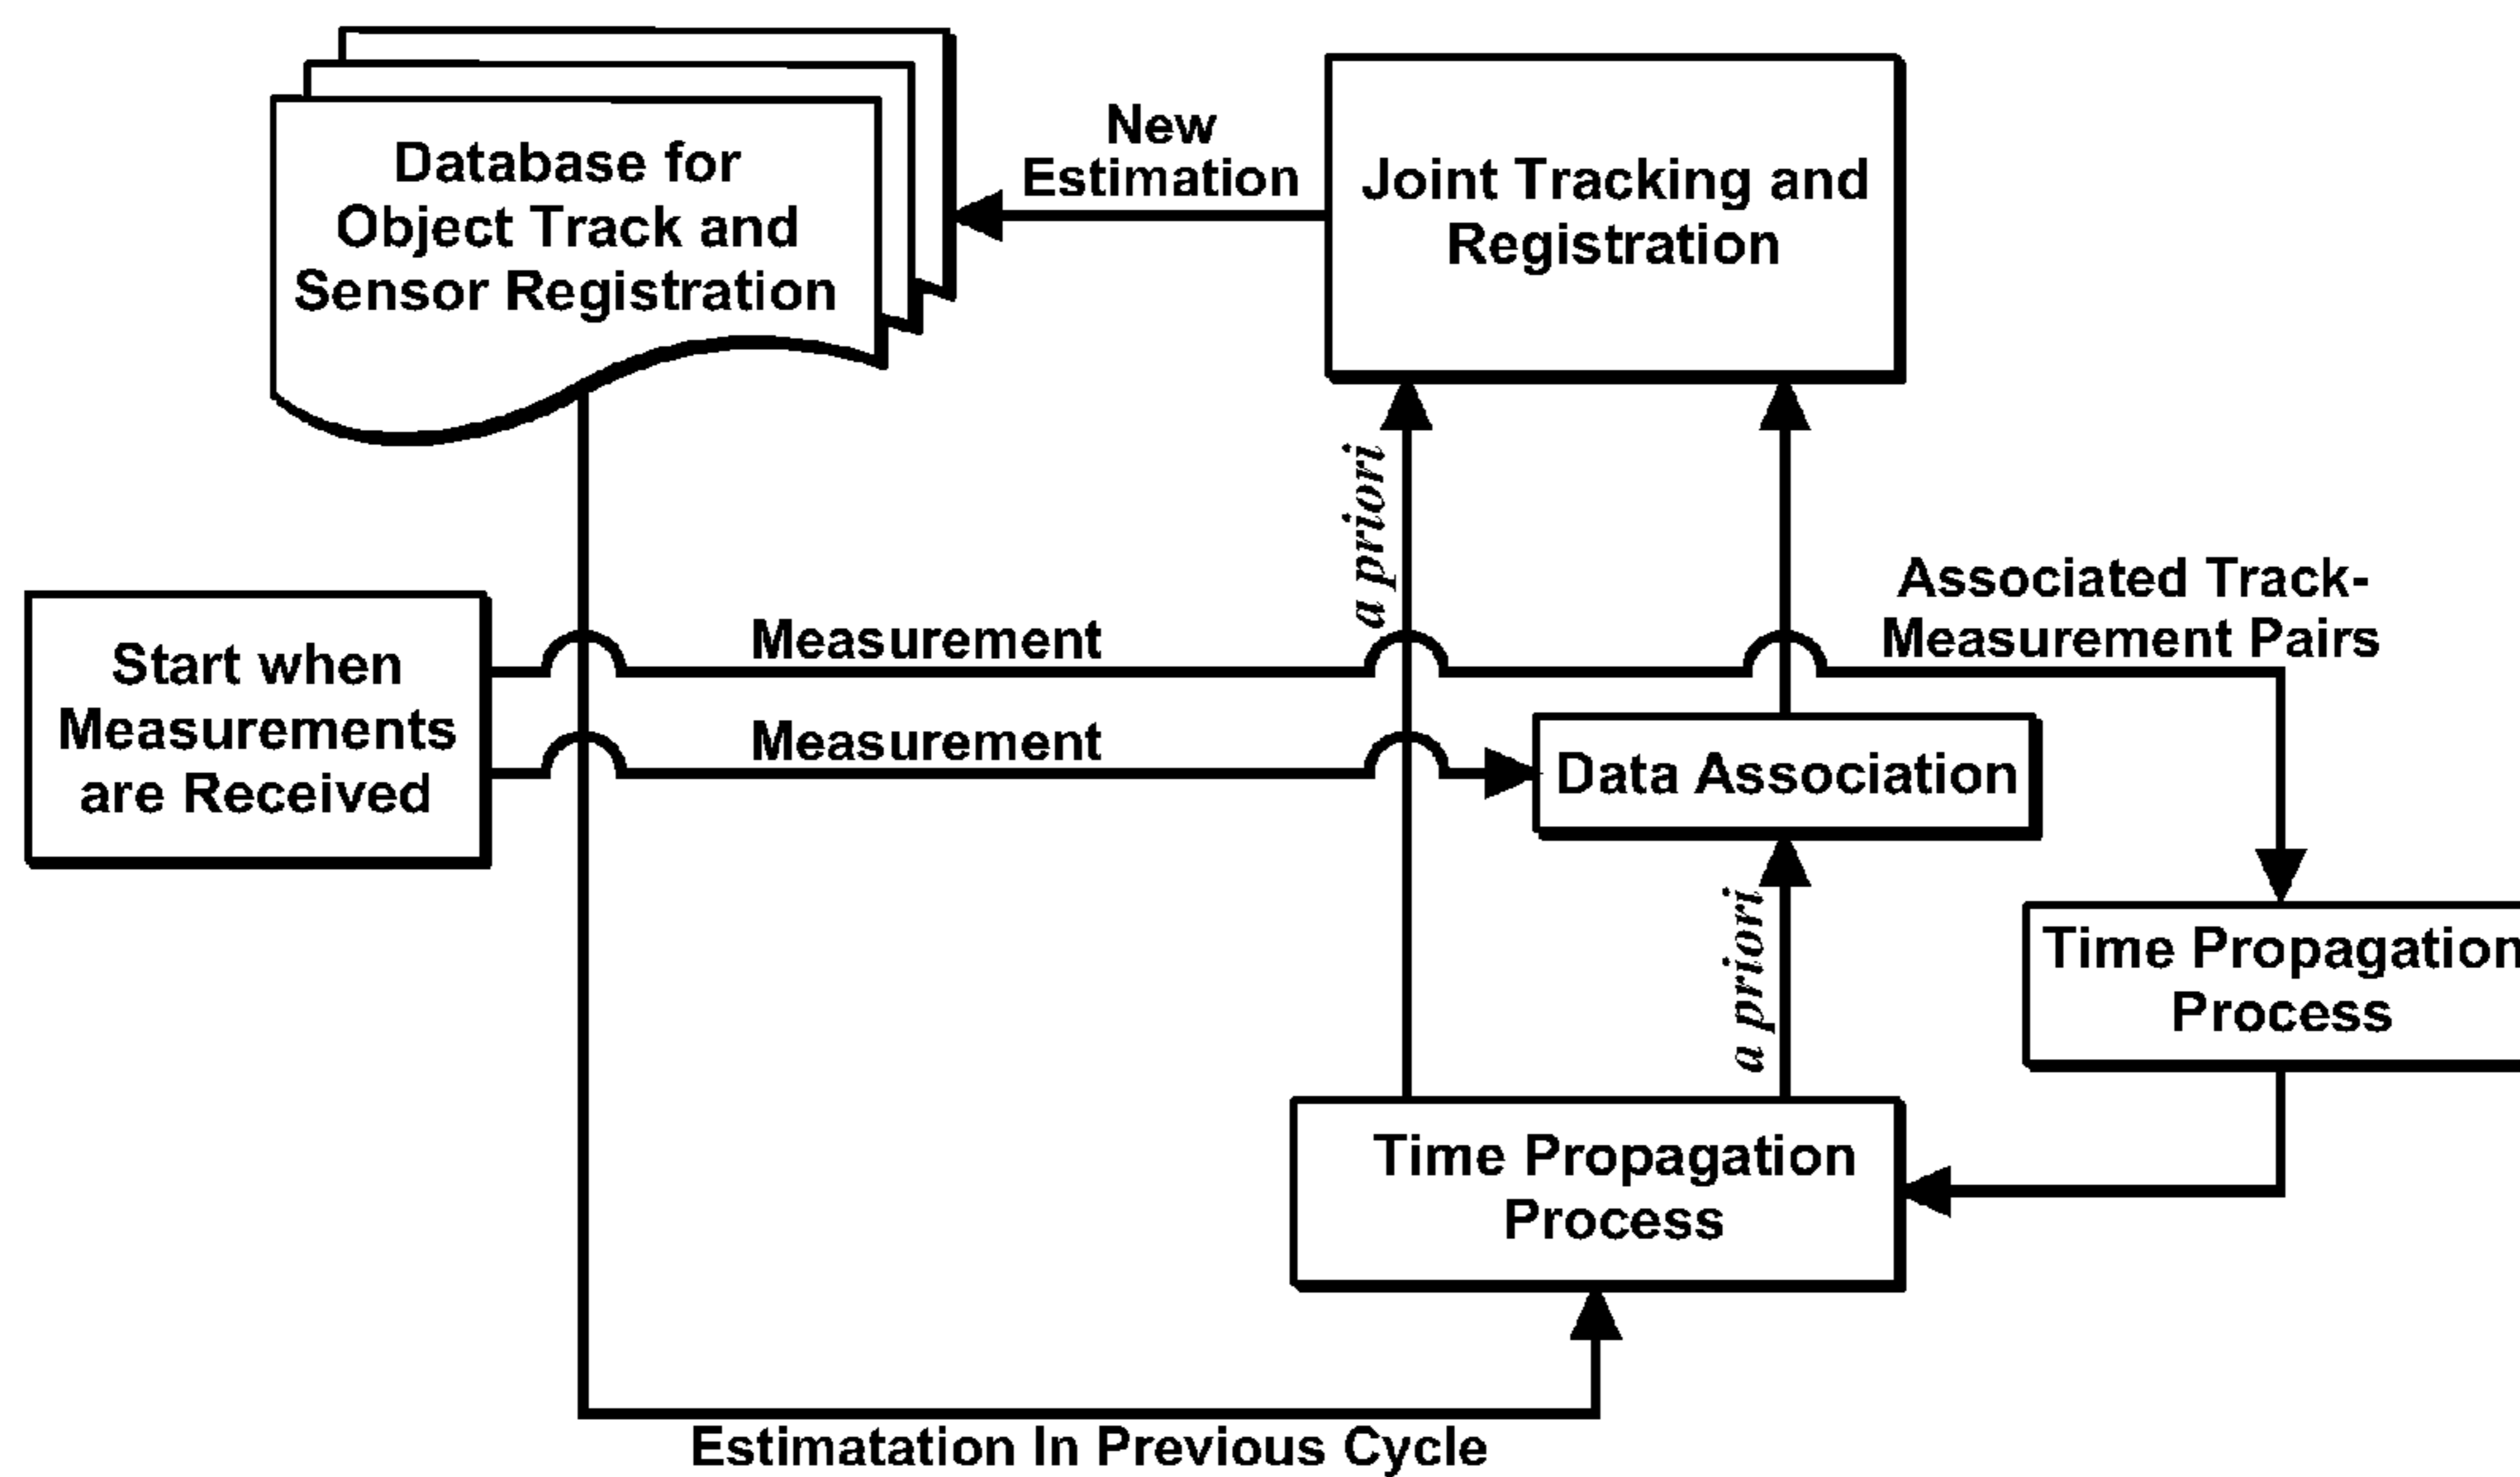 Database for
Object Track and
Sensor Registration
New
Estimation
Joint Tracking and
Registration
a priori
Associated Track-
Measurement Pairs
Start when
Measurements
are Received
Measurement
Measurement
Data Association
a priori
Time Propagation
Process
Time Propagation
Process
Estimatation In Previous Cycle